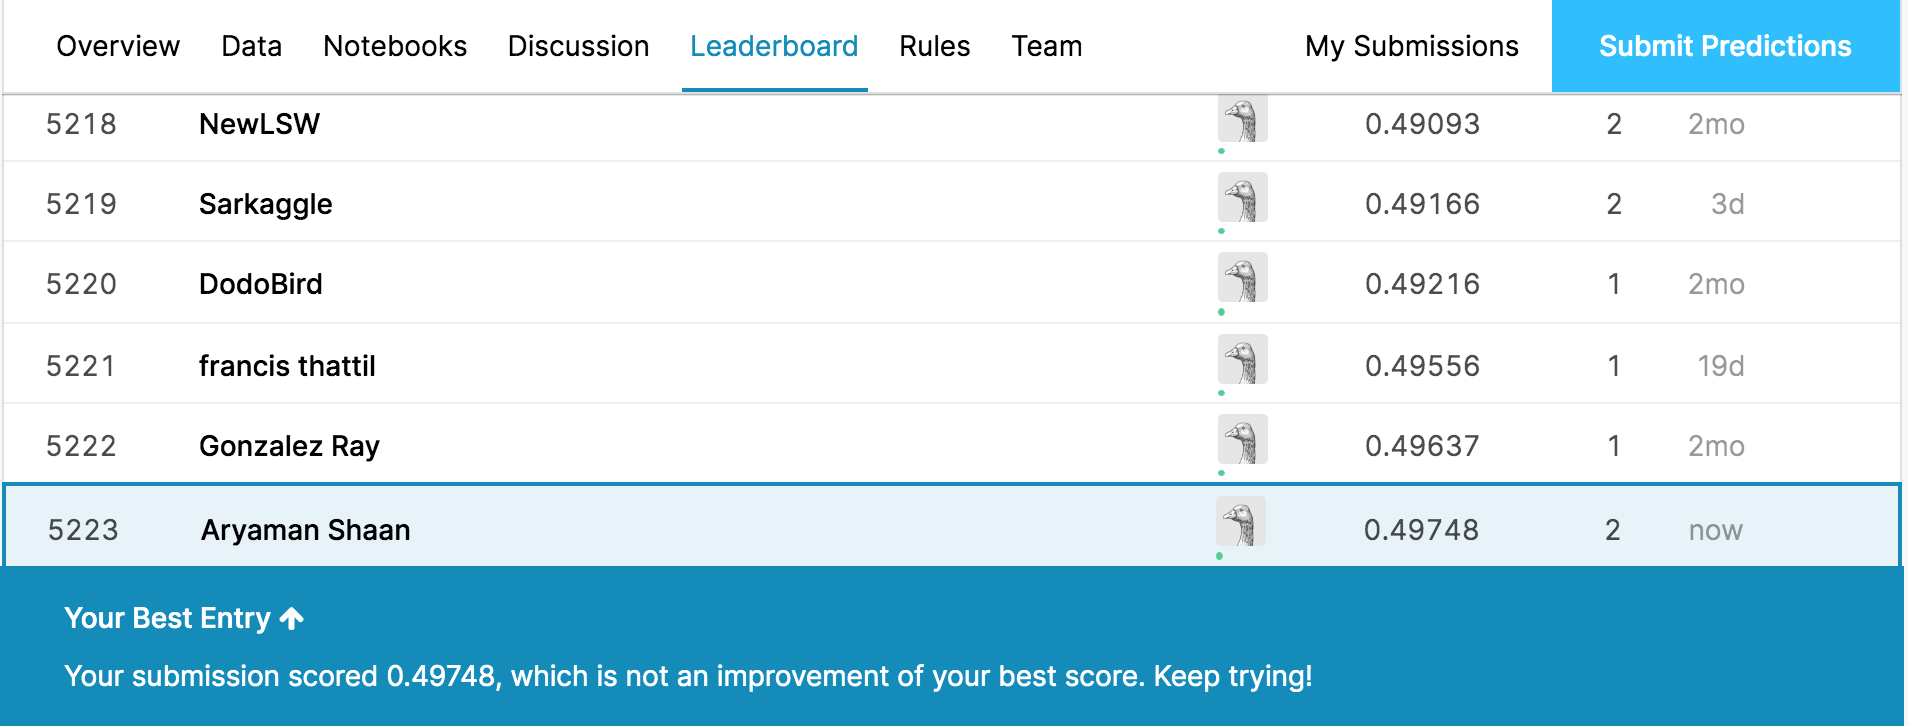 Overview Data Notebooks Discussion Leaderboard Rules Team My Submissions Submit Predictions
5218 NewLSW 0.49093 2 2mo
5219 Sarkaggle 0.49166 2 3d
5220 DodoBird 0.49216 1 2mo
5221 francis thattil 0.49556 1 19d
5222 Gonzalez Ray 0.49637 1 2mo
5223 Aryaman Shaan 0.49748 2 now
Your Best Entry ↑
Your submission scored 0.49748, which is not an improvement of your best score. Keep trying!